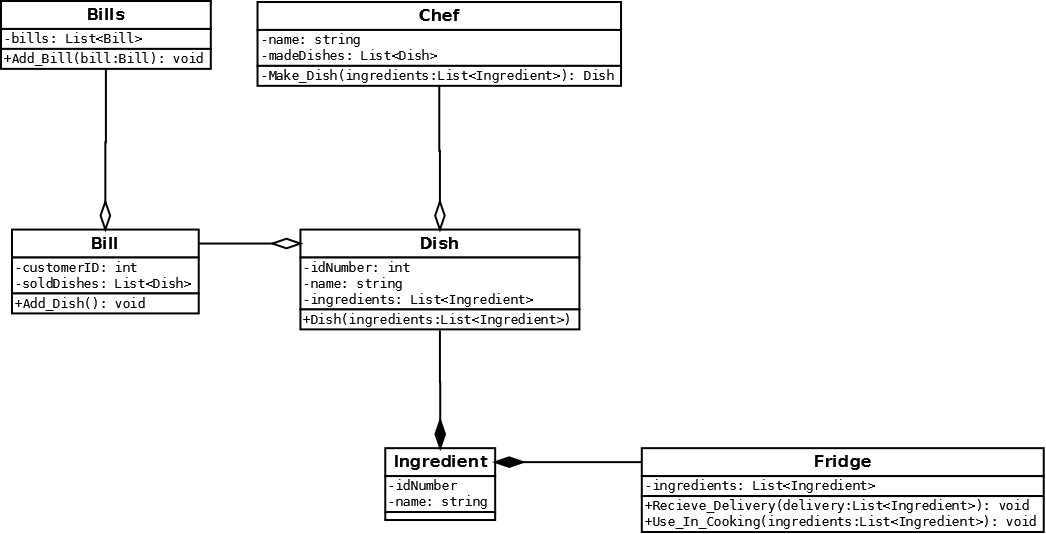 Bills
-bills: List<Bill>
+Add_Bill(bill:Bill): void
Chef
-name: string
-madeDishes: List<Dish>
-Make_Dish(ingredients:List<Ingredient>): Dish
Bill
-customerID: int
-soldDishes: List<Dish>
+Add_Dish(): void
Dish
-idNumber: int
-name: string
-ingredients: List<Ingredient>
+Dish(ingredients:List<Ingredient>)
Ingredient
-idNumber
-name: string
Fridge
-ingredients: List<Ingredient>
+Recieve_Delivery(delivery:List<Ingredient>): void
+Use_In_Cooking(ingredients:List<Ingredient>): void